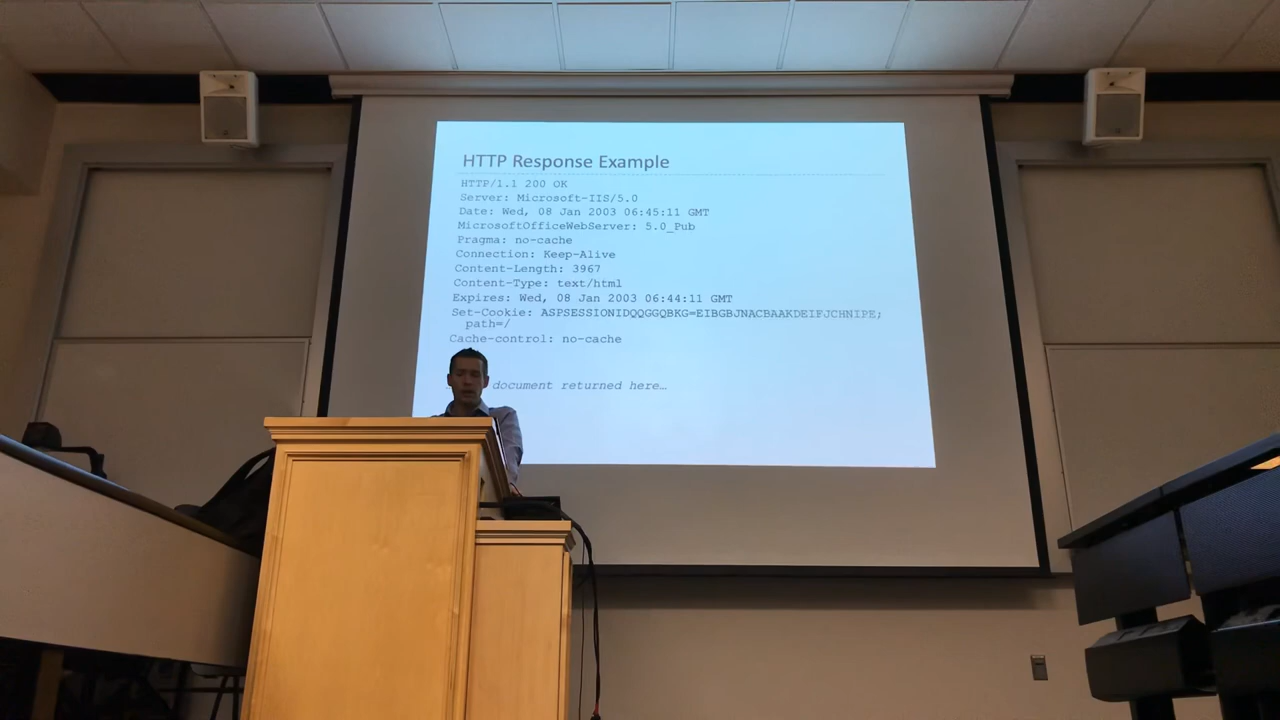 HTTP Response Example
HTTP/1.1 200 OK
Server: Microsoft-IIS/5.0
Date: Wed, 08 Jan 2003 06:45:11 GMT
MicrosoftOfficeWebServer: 5.0_Pub
Pragma: no-cache
Connection: Keep-Alive
Content-Length: 3967
Content-Type: text/html
Expires: Wed, 08 Jan 2003 06:44:11 GMT
Set-Cookie: ASPSESSIONIDQQGGQBKG=EIBGBJNACBAAKDEIFJCHNIPE;
path=/
Cache-control: no-cache
document returned here…